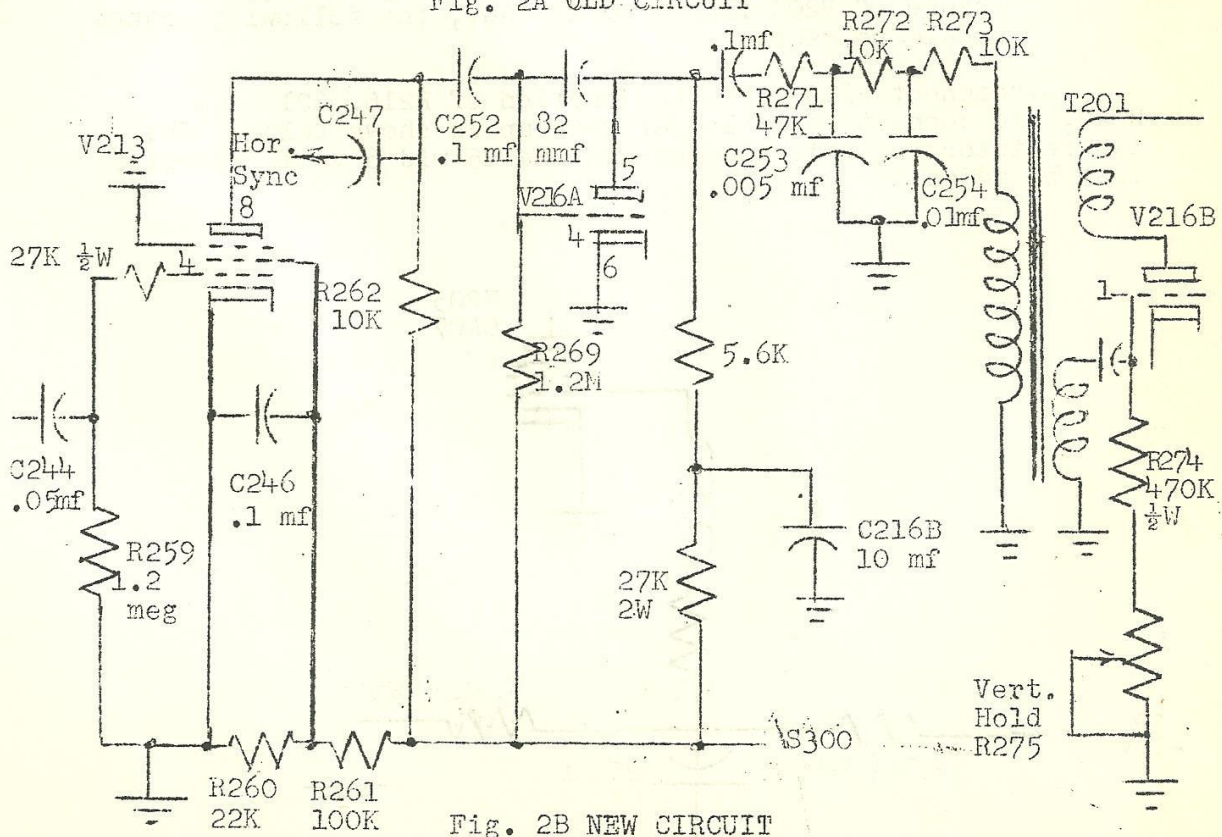 Fig. 2A OLD CIRCUIT
R272 R273
10K 10K
.1mf
R271
47K
T201
C247
C252
.1 mf
82
mmf
V213
Hor.
Sync
8
5
V216A
4
6
C253
.005 mf
C254
.01mf
V216B
27K ½W
4
1
R262
10K
R269
1.2M
5.6K
C244
.05mf
C246
.1 mf
R274
470K
½W
R259
1.2
meg
C216B
10 mf
27K
2W
Vert.
Hold
R275
S300
R260
22K
R261
100K
Fig. 2B NEW CIRCUIT